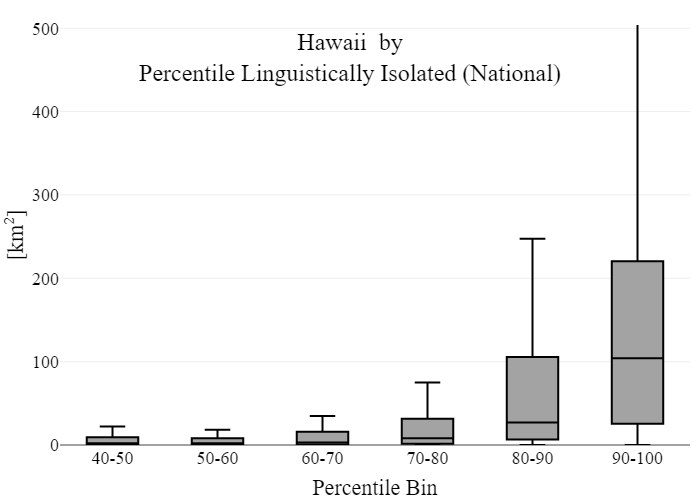 Hawaii by
Percentile Linguistically Isolated (National)
500
400
300
200
100
0
[km²]
40-50 50-60 60-70 70-80 80-90 90-100
Percentile Bin